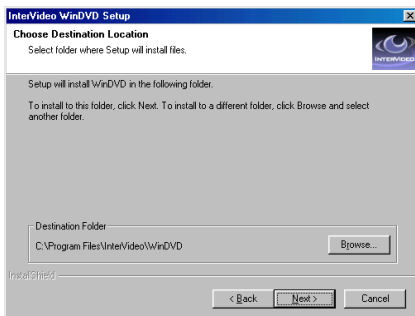 InterVideo WinDVD Setup
Choose Destination Location
Select folder where Setup will install files.
INTERVIDEO
Setup will install WinDVD in the following folder.
To install to this folder, click Next. To install to a different folder, click Browse and select
another folder.
Destination Folder
C:\Program Files\InterVideo\WinDVD
Browse...
InstallShield
< Back
Next >
Cancel